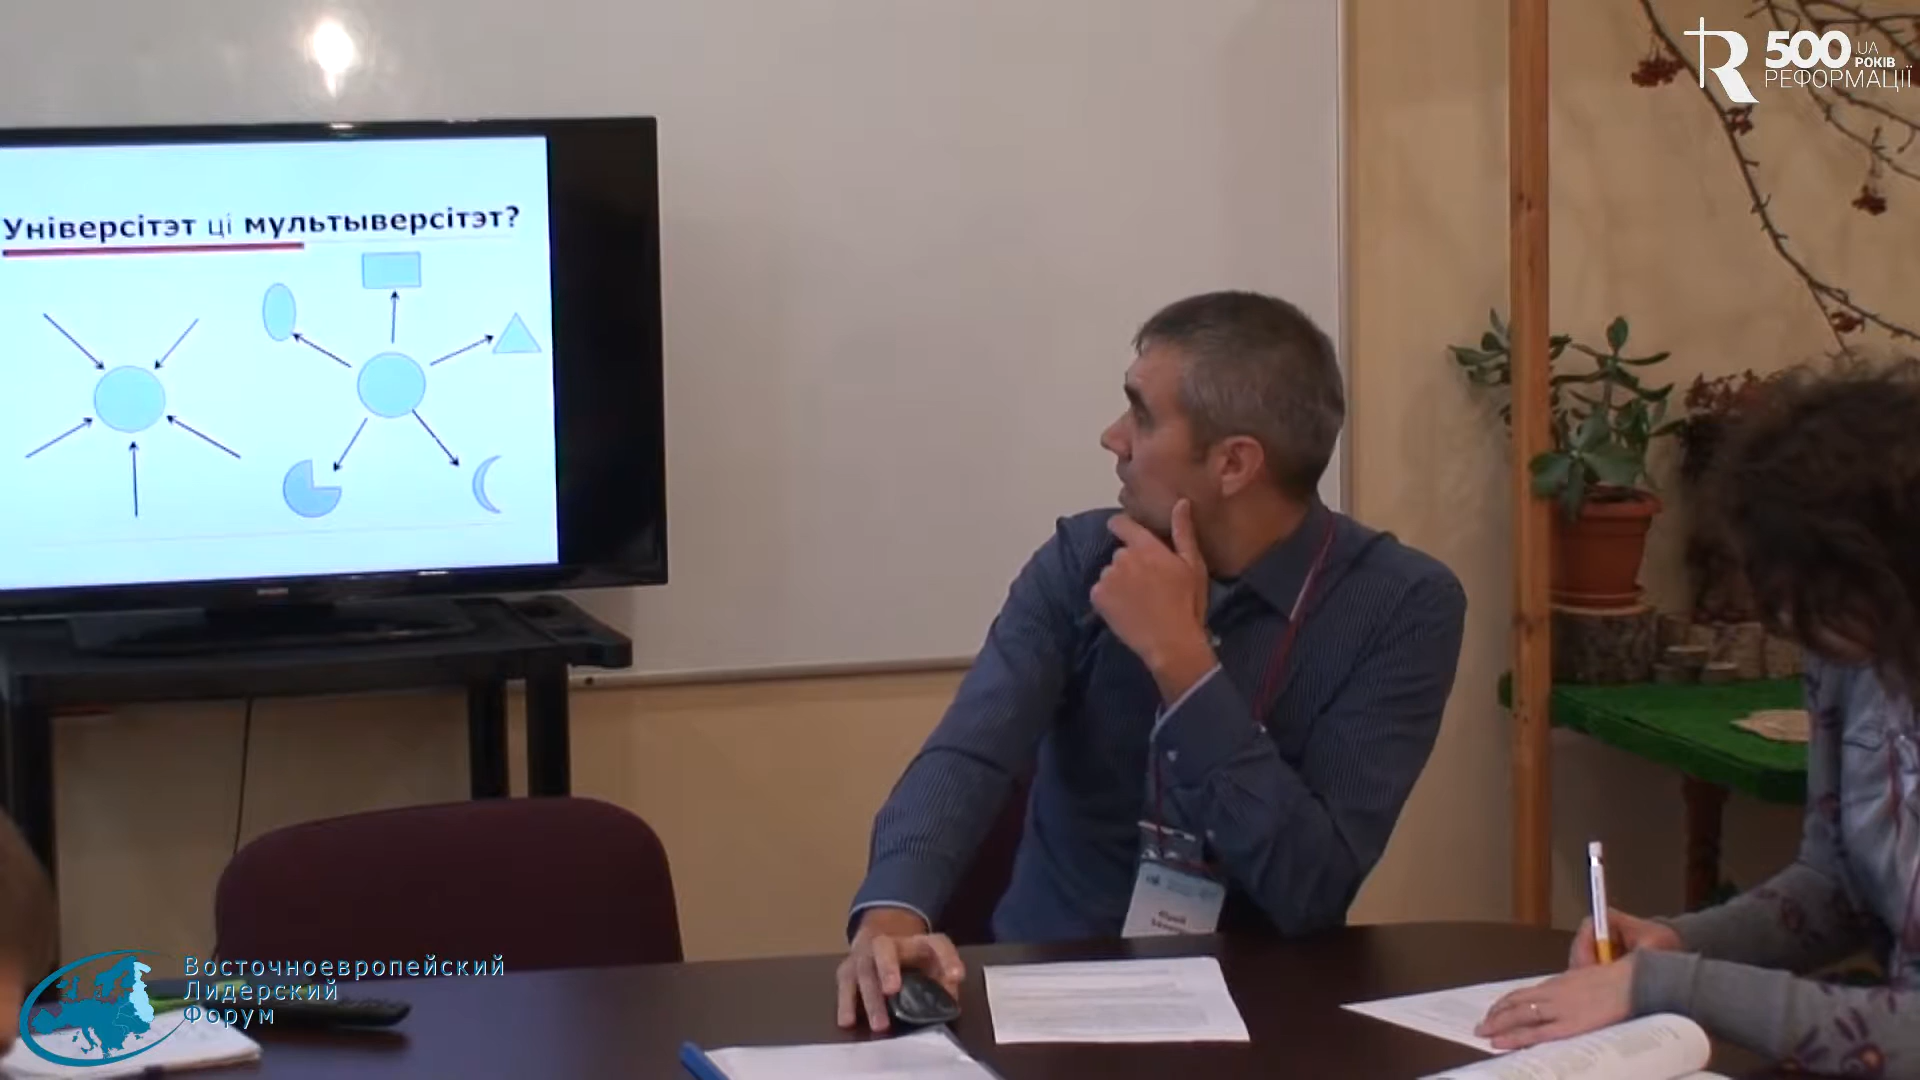 Універсітэт ці мультыверсітэт?
R 500 .UA
РОКІВ
РЕФОРМАЦІЇ
Восточноевропейский
Лидерский
Форум